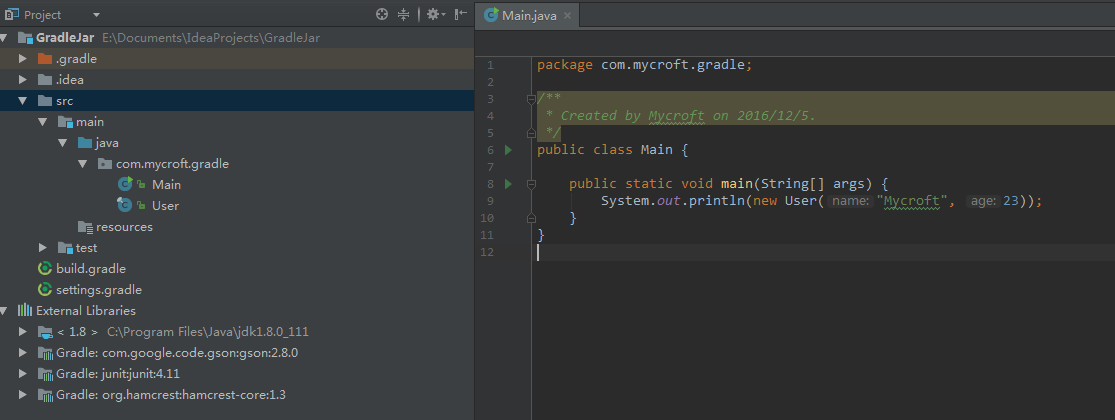 Project
GradleJar E:\Documents\IdeaProjects\GradleJar
.gradle
.idea
src
main
java
com.mycroft.gradle
Main
User
resources
test
build.gradle
settings.gradle
External Libraries
< 1.8 > C:\Program Files\Java\jdk1.8.0_111
Gradle: com.google.code.gson:gson:2.8.0
Gradle: junit:junit:4.11
Gradle: org.hamcrest:hamcrest-core:1.3
Main.java
1 package com.mycroft.gradle;
2
3 /**
4 * Created by Mycroft on 2016/12/5.
5 */
6 public class Main {
7
8 public static void main(String[] args) {
9 System.out.println(new User( name: "Mycroft", age: 23));
10 }
11 }
12